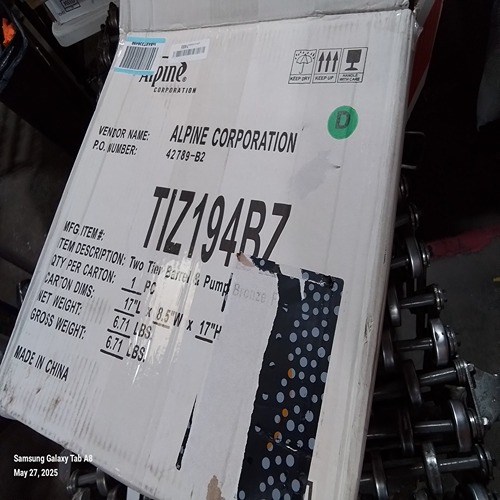 Alpine®
CORPORATION
KEEP DRY
KEEP UP
HANDLE WITH CARE
D
VENDOR NAME: ALPINE CORPORATION
P.O. NUMBER: 42789-B2
TIZ194BZ
MFG ITEM#:
ITEM DESCRIPTION: Two Tier Barrel & Pump Bronze
QTY PER CARTON: 1 PC
CARTON DIMS: 17"L x 8.5"W x 17"H
NET WEIGHT: 6.71 LBS
GROSS WEIGHT: 6.71 LBS
MADE IN CHINA
Samsung Galaxy Tab A8
May 27, 2025